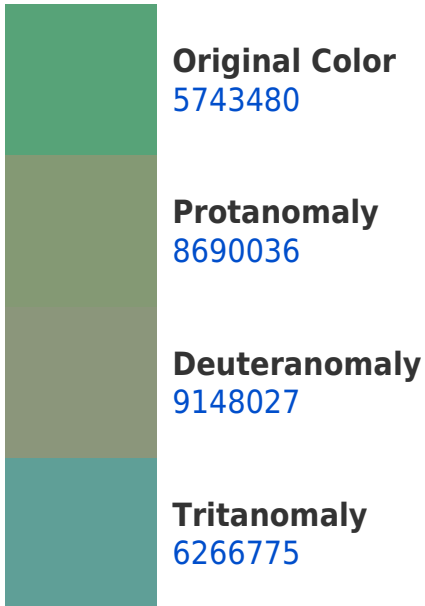 Original Color
5743480
Protanomaly
8690036
Deuteranomaly
9148027
Tritanomaly
6266775